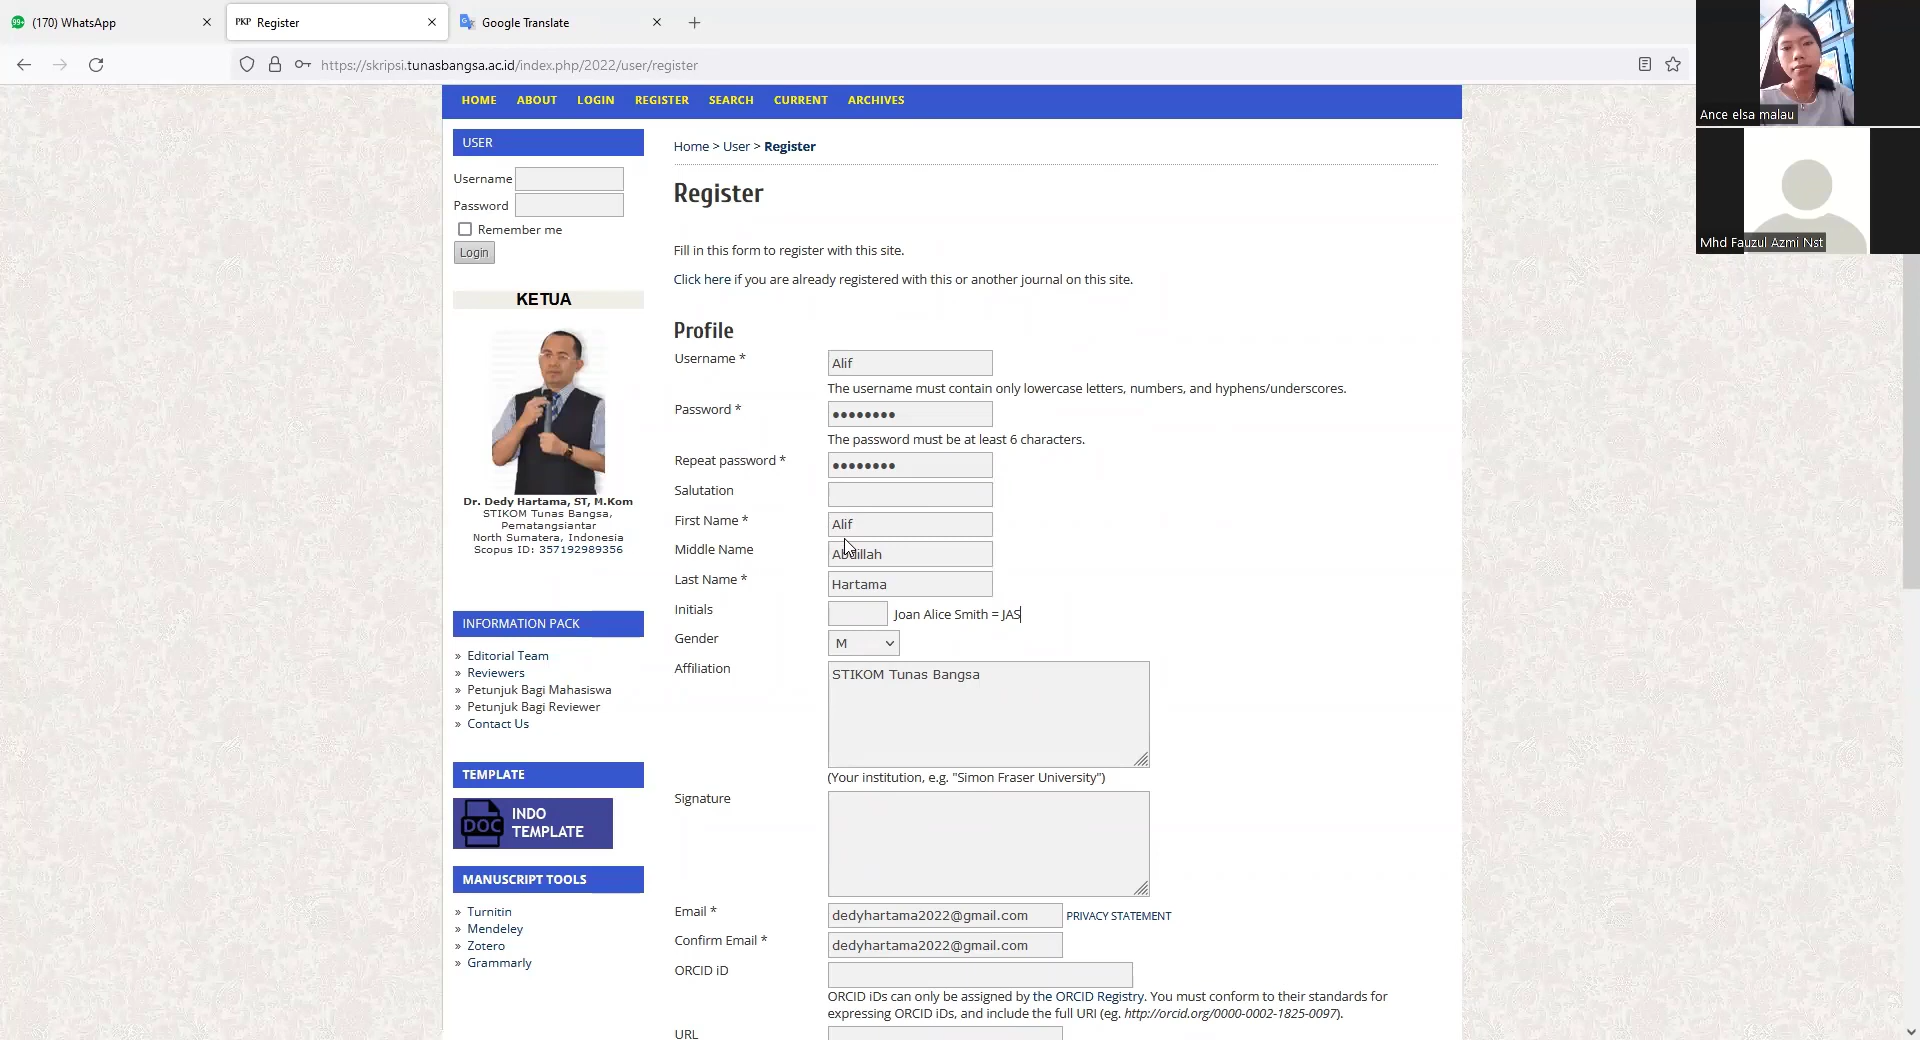 (170) WhatsApp
PKP Register
Google Translate
https://skripsi.tunasbangsa.ac.id/index.php/2022/user/register
HOME ABOUT LOGIN REGISTER SEARCH CURRENT ARCHIVES
USER
Username
Password
Remember me
Login
KETUA
Dr. Dedy Hartama, ST, M.Kom
STIKOM Tunas Bangsa,
Pematangsiantar
North Sumatera, Indonesia
Scopus ID: 357192989356
INFORMATION PACK
» Editorial Team
» Reviewers
» Petunjuk Bagi Mahasiswa
» Petunjuk Bagi Reviewer
» Contact Us
TEMPLATE
DOC
INDO
TEMPLATE
MANUSCRIPT TOOLS
» Turnitin
» Mendeley
» Zotero
» Grammarly
Home > User > Register
Register
Fill in this form to register with this site.
Click here if you are already registered with this or another journal on this site.
Profile
Username * Alif
The username must contain only lowercase letters, numbers, and hyphens/underscores.
Password * ●●●●●●●●
The password must be at least 6 characters.
Repeat password * ●●●●●●●●
Salutation
First Name * Alif
Middle Name Abdillah
Last Name * Hartama
Initials Joan Alice Smith = JAS
Gender M
Affiliation STIKOM Tunas Bangsa
(Your institution, e.g. "Simon Fraser University")
Signature
Email * dedyhartama2022@gmail.com PRIVACY STATEMENT
Confirm Email * dedyhartama2022@gmail.com
ORCID iD
ORCID iDs can only be assigned by the ORCID Registry. You must conform to their standards for
expressing ORCID iDs, and include the full URI (eg. http://orcid.org/0000-0002-1825-0097).
URL
Ance elsa malau
Mhd Fauzul Azmi Nst